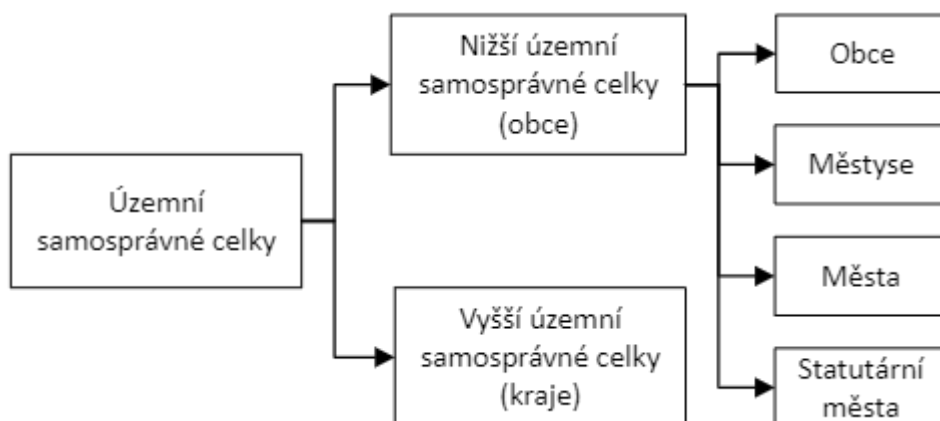 Územní
samosprávné celky
Nižší územní
samosprávné celky
(obce)
Vyšší územní
samosprávné celky
(kraje)
Obce
Městyse
Města
Statutární
města